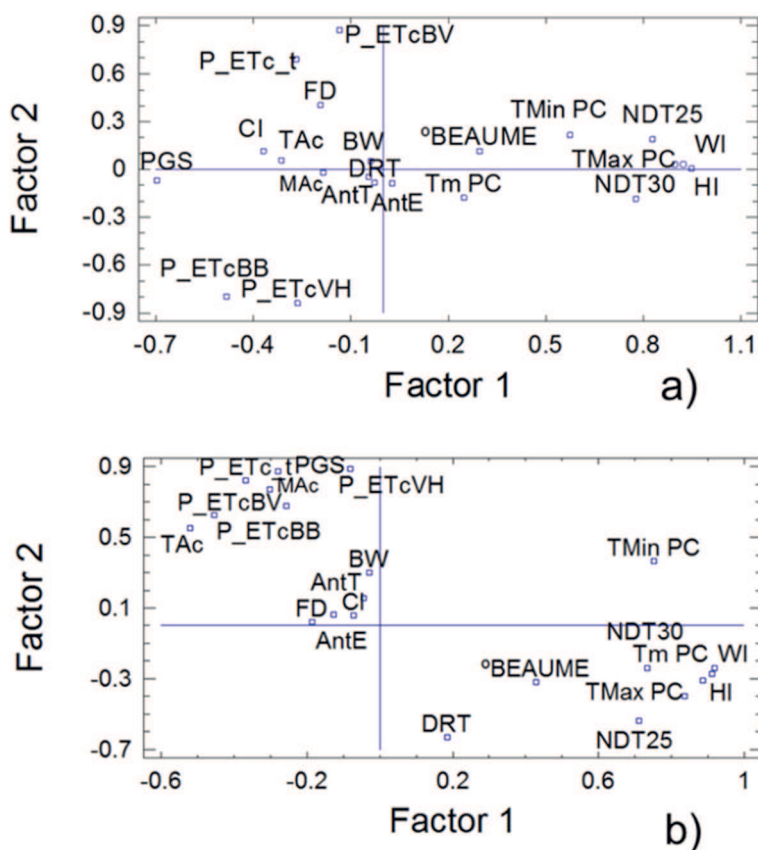 0.9
P_ETcBV
P_ETc_t
0.6
FD
TMin PC NDT25
0.3
CI TAc BW ºBEAUME
WI
PGS DRT TMax PC
0
MAc AntT AntE Tm PC NDT30 HI
-0.3
-0.6
P_ETcBB
P_ETcVH
-0.9
Factor 2
-0.7 -0.4 -0.1 0.2 0.5 0.8 1.1
Factor 1
a)
0.9
P_ETc_t PGS
MAc P_ETcVH
P_ETcBV
P_ETcBB
0.5
TAc
BW
TMin PC
AntT
0.1
FD CI
AntE
NDT30
Tm PC WI
-0.3
ºBEAUME
TMax PC HI
DRT
NDT25
-0.7
Factor 2
-0.6 -0.2 0.2 0.6 1
Factor 1
b)